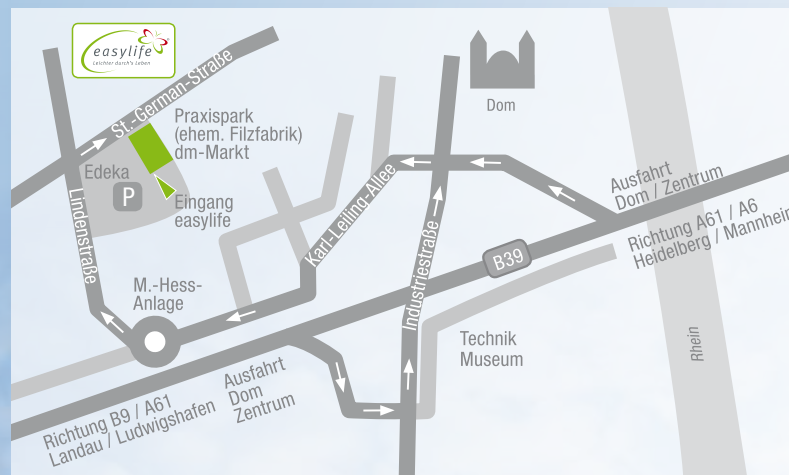 easylife
Leichter durch's Leben
St.-German-Straße
Praxispark
(ehem. Filzfabrik)
dm-Markt
Edeka
P
Eingang
easylife
Lindenstraße
M.-Hess-
Anlage
Karl-Leiling-Allee
Industriestraße
Dom
Ausfahrt
Dom / Zentrum
Richtung A61 / A6
Heidelberg / Mannheim
B39
Technik
Museum
Rhein
Ausfahrt
Dom
Zentrum
Richtung B9 / A61
Landau / Ludwigshafen